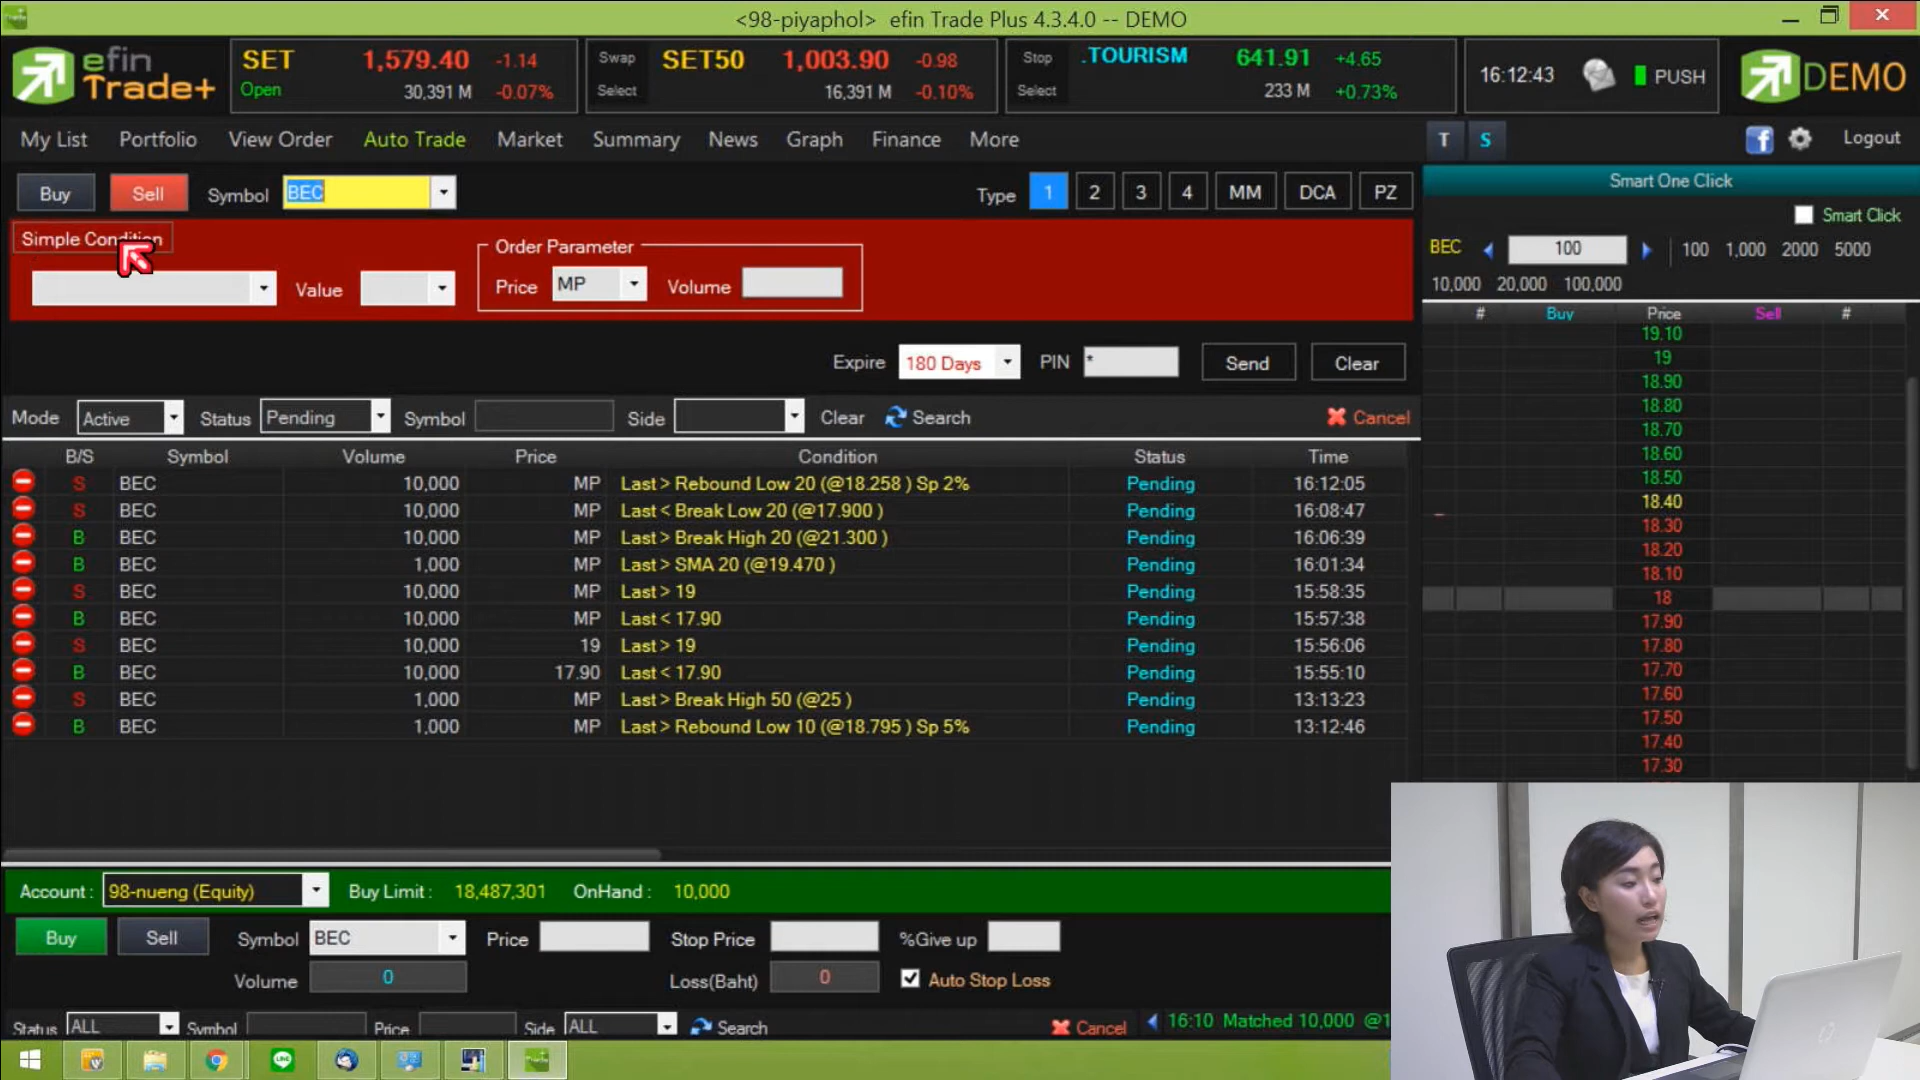 <98-piyaphol> efin Trade Plus 4.3.4.0 -- DEMO
efin Trade+
SET 1,579.40 -1.14
Open 30,391 M -0.07%
Swap SET50 1,003.90 -0.98
Select 16,391 M -0.10%
Stop .TOURISM 641.91 +4.65
Select 233 M +0.73%
16:12:43 PUSH
DEMO
My List Portfolio View Order Auto Trade Market Summary News Graph Finance More T S f Logout
Buy Sell Symbol BEC Type 1 2 3 4 MM DCA PZ
Simple Condition
Order Parameter
Value Price MP Volume
Expire 180 Days PIN * Send Clear
Mode Active Status Pending Symbol Side Clear Search Cancel
B/S Symbol Volume Price Condition Status Time
S BEC 10,000 MP Last > Rebound Low 20 (@18.258 ) Sp 2% Pending 16:12:05
S BEC 10,000 MP Last < Break Low 20 (@17.900 ) Pending 16:08:47
B BEC 10,000 MP Last > Break High 20 (@21.300 ) Pending 16:06:39
B BEC 1,000 MP Last > SMA 20 (@19.470 ) Pending 16:01:34
S BEC 10,000 MP Last > 19 Pending 15:58:35
B BEC 10,000 MP Last < 17.90 Pending 15:57:38
S BEC 10,000 19 Last > 19 Pending 15:56:06
B BEC 10,000 17.90 Last < 17.90 Pending 15:55:10
S BEC 1,000 MP Last > Break High 50 (@25 ) Pending 13:13:23
B BEC 1,000 MP Last > Rebound Low 10 (@18.795 ) Sp 5% Pending 13:12:46
Smart One Click
Smart Click
BEC 100 100 1,000 2000 5000
10,000 20,000 100,000
# Buy Price Sell #
19.10
19
18.90
18.80
18.70
18.60
18.50
18.40
18.30
18.20
18.10
18
17.90
17.80
17.70
17.60
17.50
17.40
17.30
Account : 98-nueng (Equity) Buy Limit : 18,487,301 OnHand : 10,000
Buy Sell Symbol BEC Price Stop Price %Give up
Volume 0 Loss(Baht) 0 Auto Stop Loss
Status ALL Symbol Price Side ALL Search Cancel 16:10 Matched 10,000
LINE